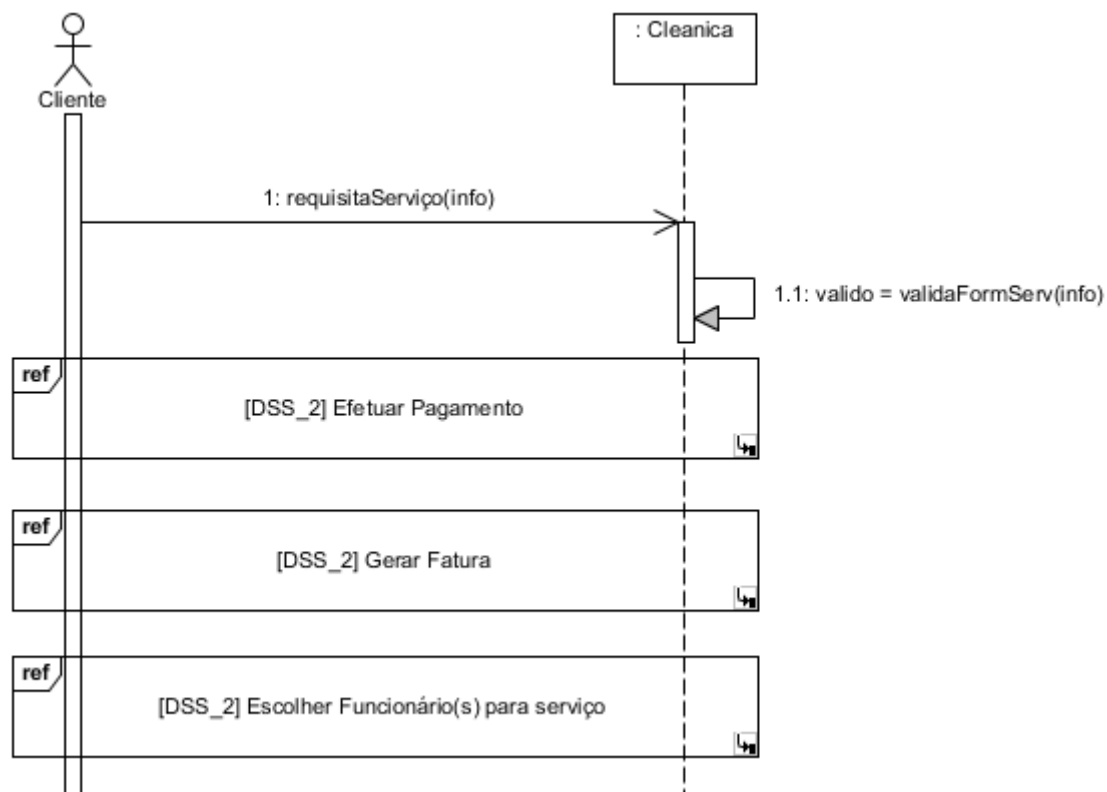 Cliente
: Cleanica
1: requisitaServiço(info)
1.1: valido = validaFormServ(info)
ref
[DSS_2] Efetuar Pagamento
ref
[DSS_2] Gerar Fatura
ref
[DSS_2] Escolher Funcionário(s) para serviço